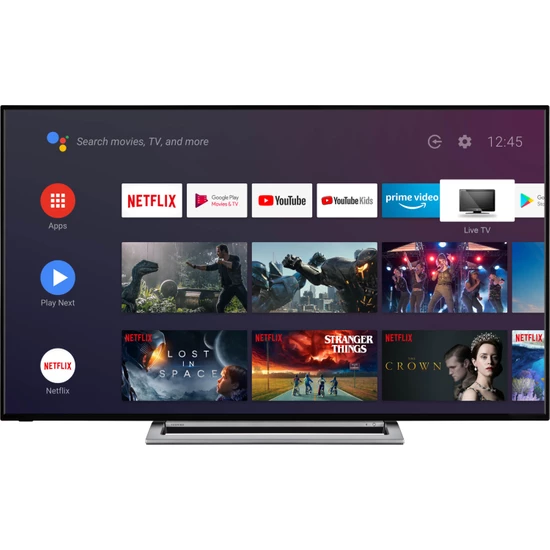 Search movies, TV, and more
12:45
Apps
NETFLIX
Google Play
Movies & TV
YouTube
YouTube Kids
prime video
Live TV
Play Next
NETFLIX
Netflix
NETFLIX
LOST
IN
SPACE
NETFLIX
STRANGER
THINGS
NETFLIX
THE
CROWN
NETFLIX